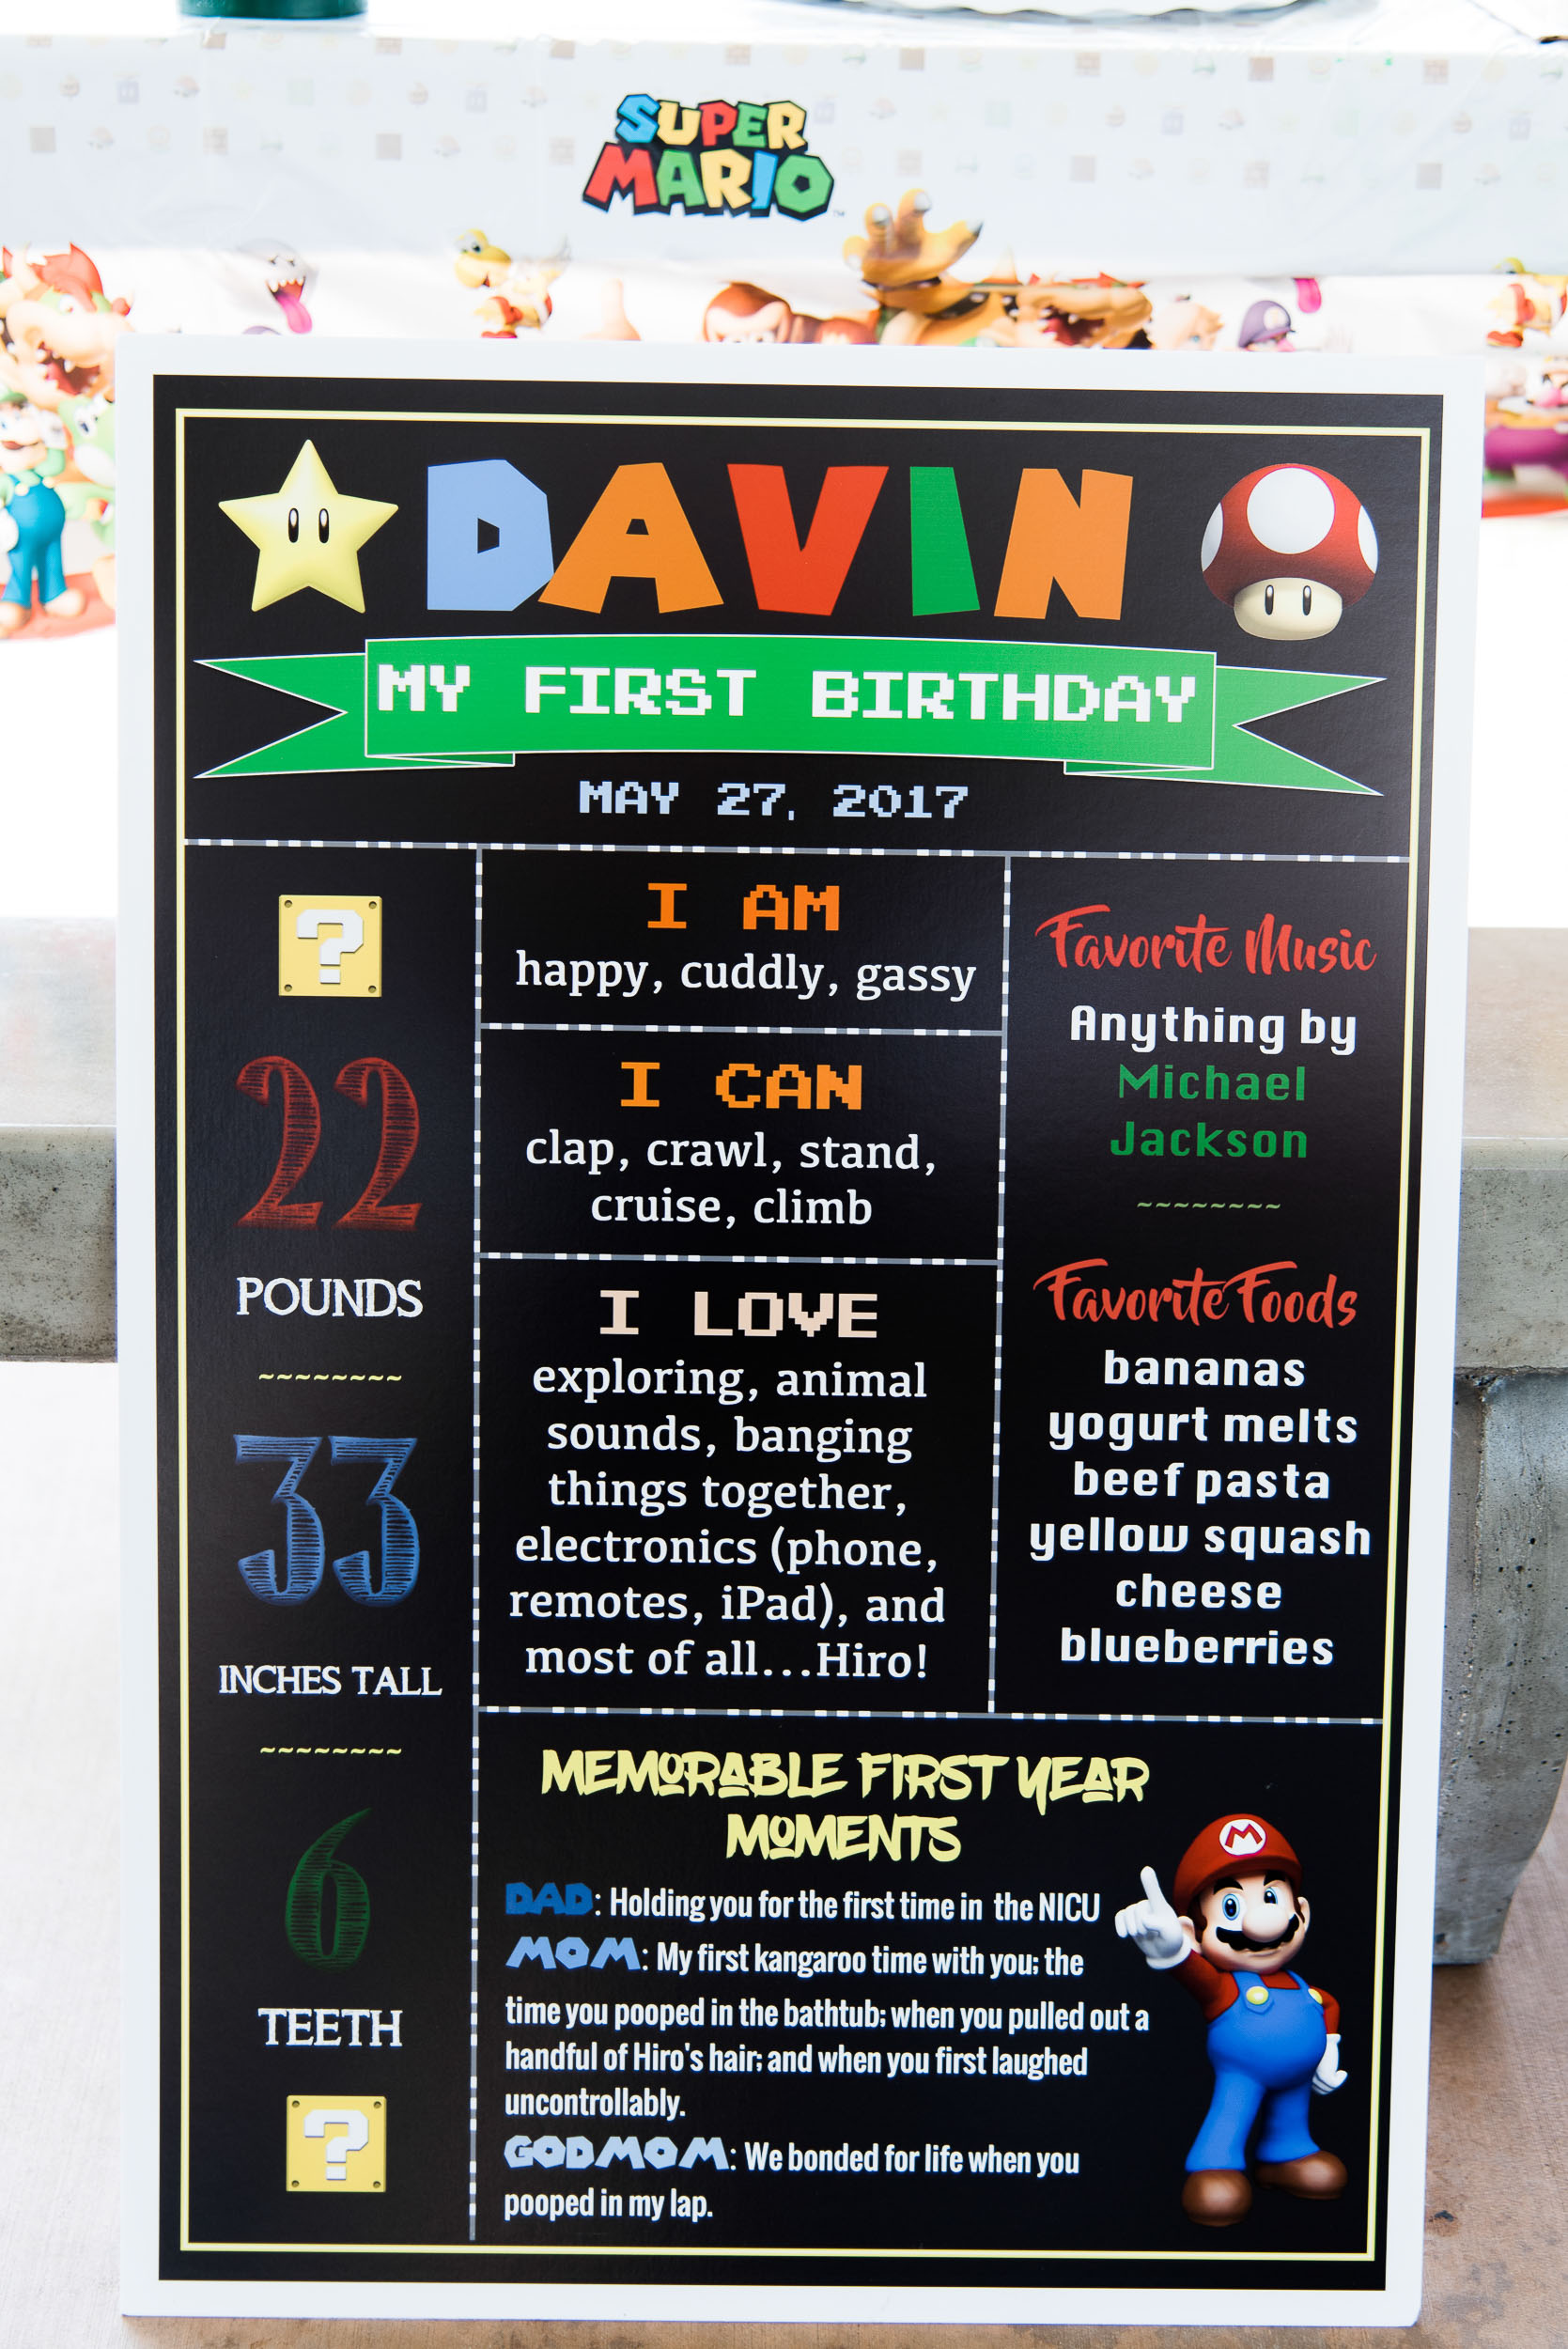 SUPER
MARIO
TM
DAVIN
MY FIRST BIRTHDAY
MAY 27, 2017
?
22
POUNDS
~~~~~~~~
33
INCHES TALL
~~~~~~~~
6
TEETH
?
I AM
happy, cuddly, gassy
I CAN
clap, crawl, stand,
cruise, climb
I LOVE
exploring, animal
sounds, banging
things together,
electronics (phone,
remotes, iPad), and
most of all...Hiro!
Favorite Music
Anything by
Michael
Jackson
~~~~~~~~
Favorite Foods
bananas
yogurt melts
beef pasta
yellow squash
cheese
blueberries
MEMORABLE FIRST YEAR
MOMENTS
DAD: Holding you for the first time in the NICU
MOM: My first kangaroo time with you; the
time you pooped in the bathtub; when you pulled out a
handful of Hiro's hair; and when you first laughed
uncontrollably.
GODMOM: We bonded for life when you
pooped in my lap.
M